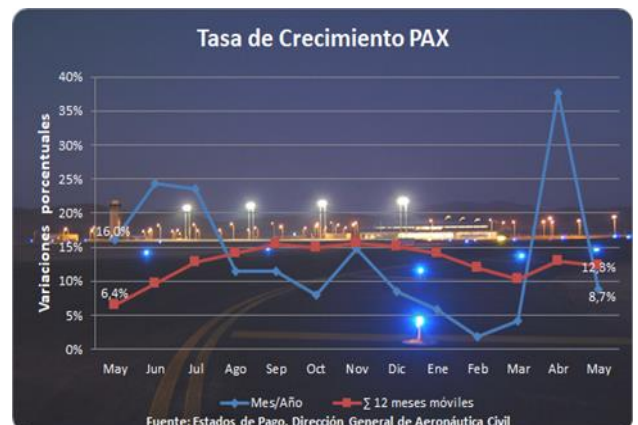 Tasa de Crecimiento PAX
Variaciones porcentuales
40%
35%
30%
25%
20%
15%
10%
5%
0%
16,0%
6,4%
12,8%
8,7%
May Jun Jul Ago Sep Oct Nov Dic Ene Feb Mar Abr May
Mes/Año ∑ 12 meses móviles
Fuente: Estados de Pago, Dirección General de Aeronáutica Civil